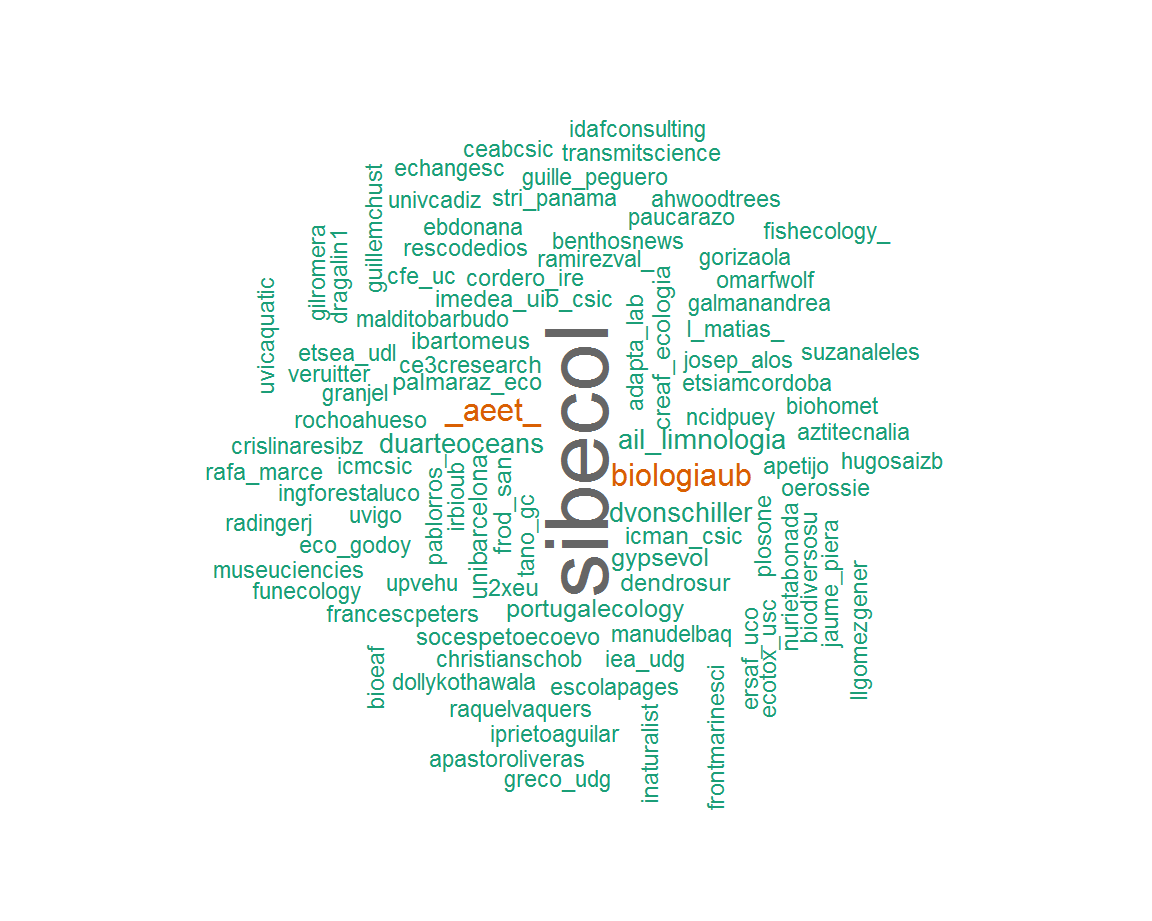 idafconsulting
ceabcsic
transmitscience
echangesc
guille_peguero
guillemchust
univcadiz
stri_panama
ahwoodtrees
paucarazo
ebdonana
fishecology_
benthosnews
rescodedios
ramirezval_
gorizaola
gilromera
dragalin1
cfe_uc
cordero_ire
omarfwolf
uvicaquatic
imedea_uib_csic
adapta_lab
creaf_ecologia
galmanandrea
malditobarbudo
l_matias_
ibartomeus
etsea_udl
ce3cresearch
josep_alos
suzanaleles
veruitter
palmaraz_eco
etsiamcordoba
granjel
sibecol
_aeet_
ncidpuey
biohomet
rochoahueso
aztitecnalia
crislinaresibz
duarteoceans
ail_limnologia
rafa_marce
icmcsic
biologiaub
apetijo
hugosaizb
ingforestaluco
pablorros_
irbioub
unibarcelona
frod_san
tano_gc
oerossie
radingerj
uvigo
dvonschiller
plosone
nurietabonada
biodiversosu
jaume_piera
eco_godoy
icman_csic
museuciencies
gypsevol
funecology
upvehu
u2xeu
dendrosur
llgomezgener
francescpeters
portugalecology
ersaf_uco
ecotox_usc
socespetoecoevo
manudelbaq
christianschob
iea_udg
bioeaf
dollykothawala
escolapages
raquelvaquers
inaturalist
frontmarinesci
iprietoaguilar
apastoroliveras
greco_udg